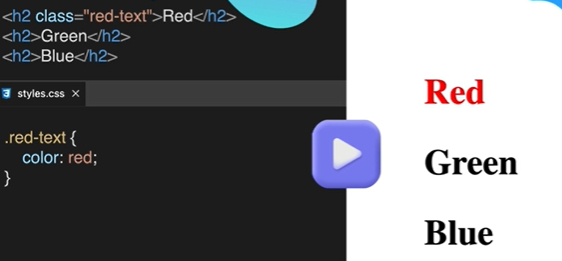 <h2 class="red-text">Red</h2>
<h2>Green</h2>
<h2>Blue</h2>
styles.css ×
.red-text {
color: red;
}
Red
Green
Blue